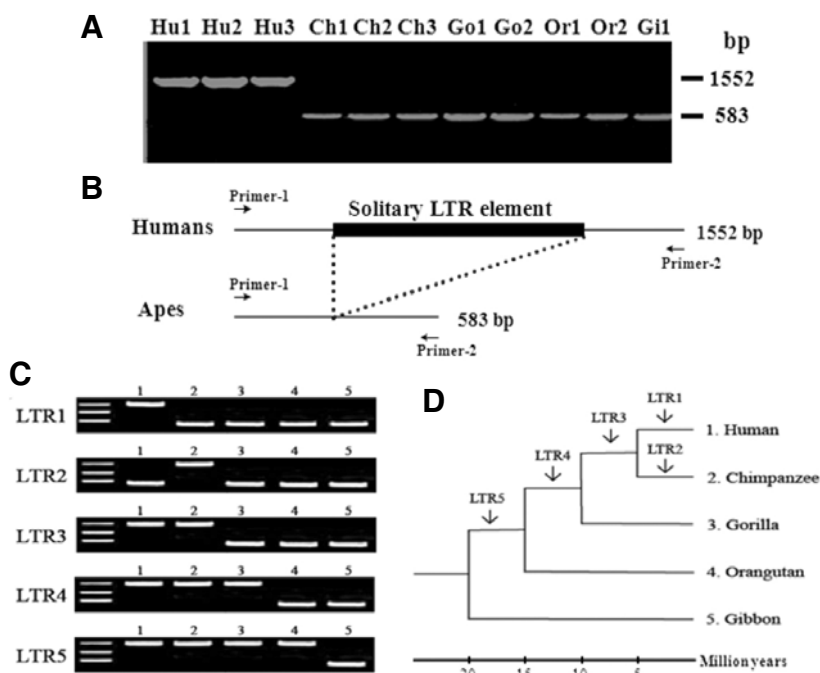 A
Hu1 Hu2 Hu3 Ch1 Ch2 Ch3 Go1 Go2 Or1 Or2 Gi1
bp
1552
583
B
Primer-1
Solitary LTR element
Humans
1552 bp
Primer-2
Primer-1
Apes
583 bp
Primer-2
C
1 2 3 4 5
LTR1
1 2 3 4 5
LTR2
1 2 3 4 5
LTR3
1 2 3 4 5
LTR4
1 2 3 4 5
LTR5
D
LTR1
LTR3
1. Human
LTR2
LTR4
2. Chimpanzee
LTR5
3. Gorilla
4. Orangutan
5. Gibbon
Millionyears
20 15 10 5